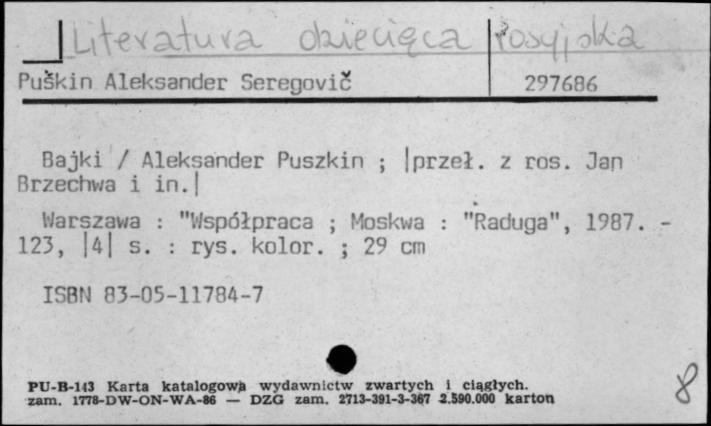 Literatura dziecięca rosyjska
Puškin Aleksander Seregovič 297686
Bajki / Aleksander Puszkin ; |przeł. z ros. Jan
Brzechwa i in.|
Warszawa : "Współpraca ; Moskwa : "Raduga", 1987. -
123, |4| s. : rys. kolor. ; 29 cm
ISBN 83-05-11784-7
PU-B-143 Karta katalogowa wydawnictw zwartych i ciągłych.
zam. 1778-DW-ON-WA-86 — DZG zam. 2713-391-3-367 2.590.000 karton
8